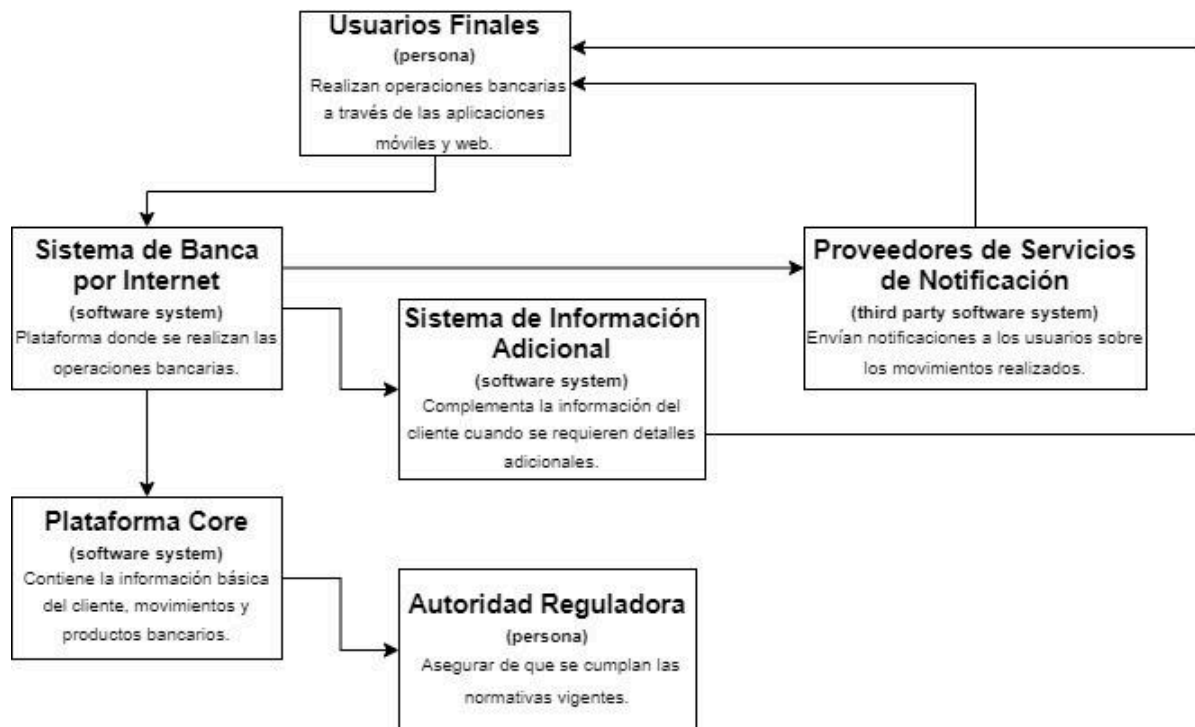 Usuarios Finales
(persona)
Realizan operaciones bancarias
a través de las aplicaciones
móviles y web.
Sistema de Banca
por Internet
(software system)
Plataforma donde se realizan las
operaciones bancarias.
Proveedores de Servicios
de Notificación
(third party software system)
Envían notificaciones a los usuarios sobre
los movimientos realizados.
Sistema de Información
Adicional
(software system)
Complementa la información del
cliente cuando se requieren detalles
adicionales.
Plataforma Core
(software system)
Contiene la información básica
del cliente, movimientos y
productos bancarios.
Autoridad Reguladora
(persona)
Asegurar de que se cumplan las
normativas vigentes.